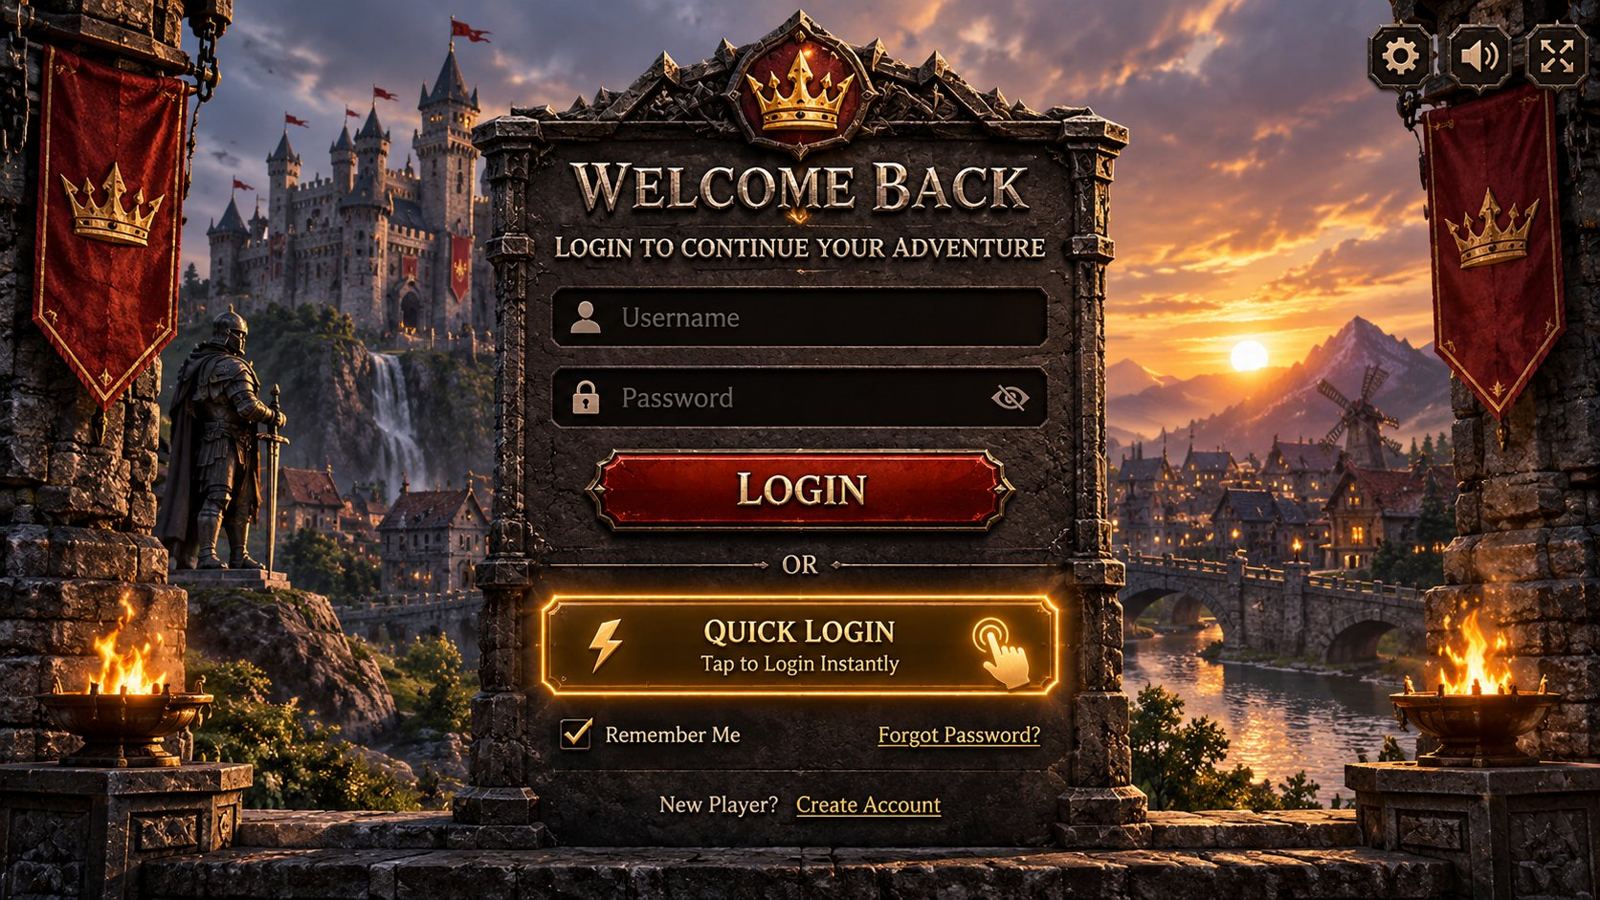 WELCOME BACK
LOGIN TO CONTINUE YOUR ADVENTURE
Username
Password
LOGIN
OR
QUICK LOGIN
Tap to Login Instantly
Remember Me
Forgot Password?
New Player? Create Account